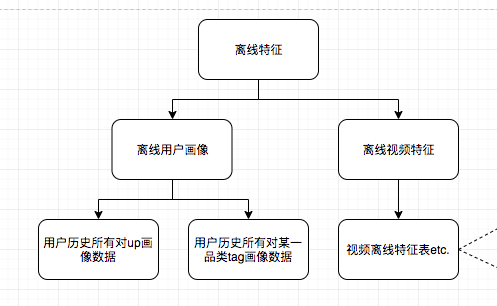 离线特征
离线用户画像
离线视频特征
用户历史所有对up画
像数据
用户历史所有对某一
品类tag画像数据
视频离线特征表etc.